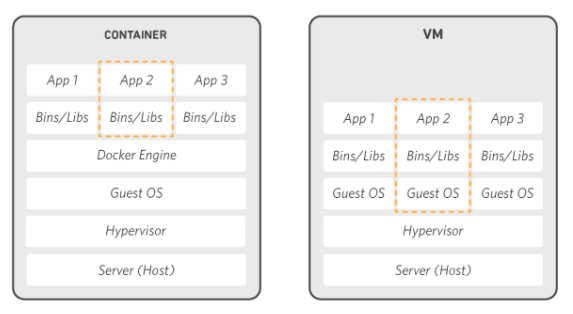 CONTAINER
App 1 App 2 App 3
Bins/Libs Bins/Libs Bins/Libs
Docker Engine
Guest OS
Hypervisor
Server (Host)
VM
App 1 App 2 App 3
Bins/Libs Bins/Libs Bins/Libs
Guest OS Guest OS Guest OS
Hypervisor
Server (Host)